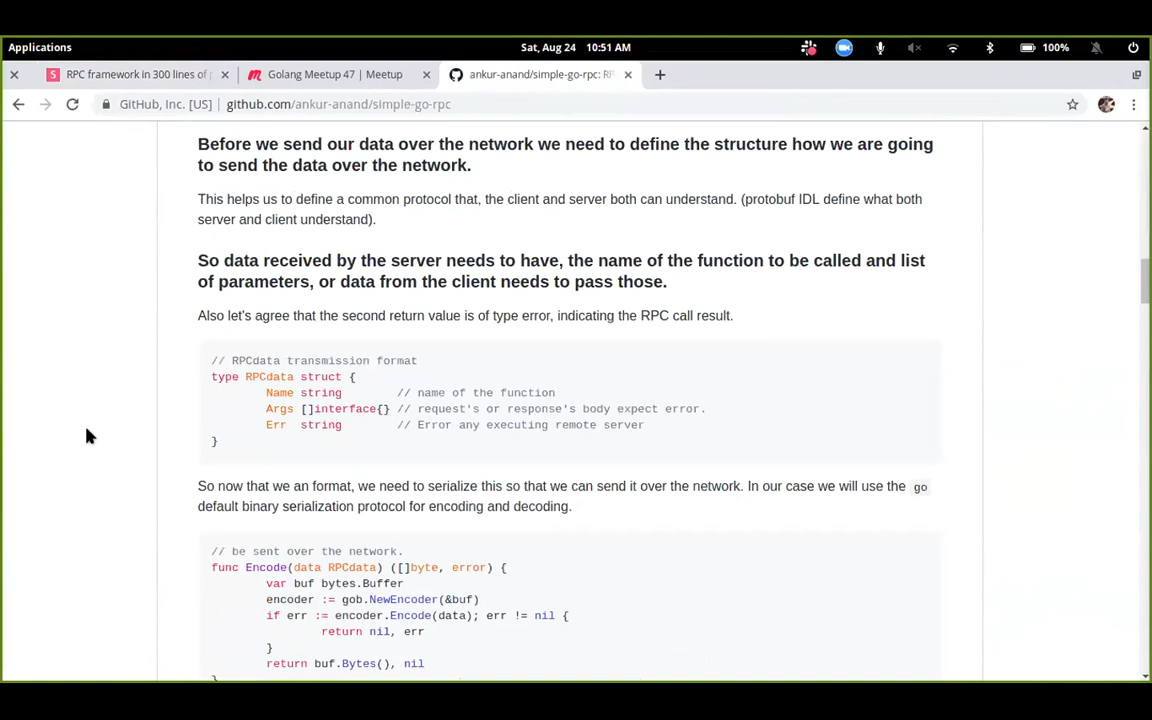 Applications
Sat, Aug 24 10:51 AM
100%
RPC framework in 300 lines of
Golang Meetup 47 | Meetup
ankur-anand/simple-go-rpc: RP
GitHub, Inc. [US]
github.com/ankur-anand/simple-go-rpc
Before we send our data over the network we need to define the structure how we are going
to send the data over the network.
This helps us to define a common protocol that, the client and server both can understand. (protobuf IDL define what both
server and client understand).
So data received by the server needs to have, the name of the function to be called and list
of parameters, or data from the client needs to pass those.
Also let's agree that the second return value is of type error, indicating the RPC call result.
// RPCdata transmission format
type RPCdata struct {
Name string // name of the function
Args []interface{} // request's or response's body expect error.
Err string // Error any executing remote server
}
So now that we an format, we need to serialize this so that we can send it over the network. In our case we will use the go
default binary serialization protocol for encoding and decoding.
// be sent over the network.
func Encode(data RPCdata) ([]byte, error) {
var buf bytes.Buffer
encoder := gob.NewEncoder(&buf)
if err := encoder.Encode(data); err != nil {
return nil, err
}
return buf.Bytes(), nil
}